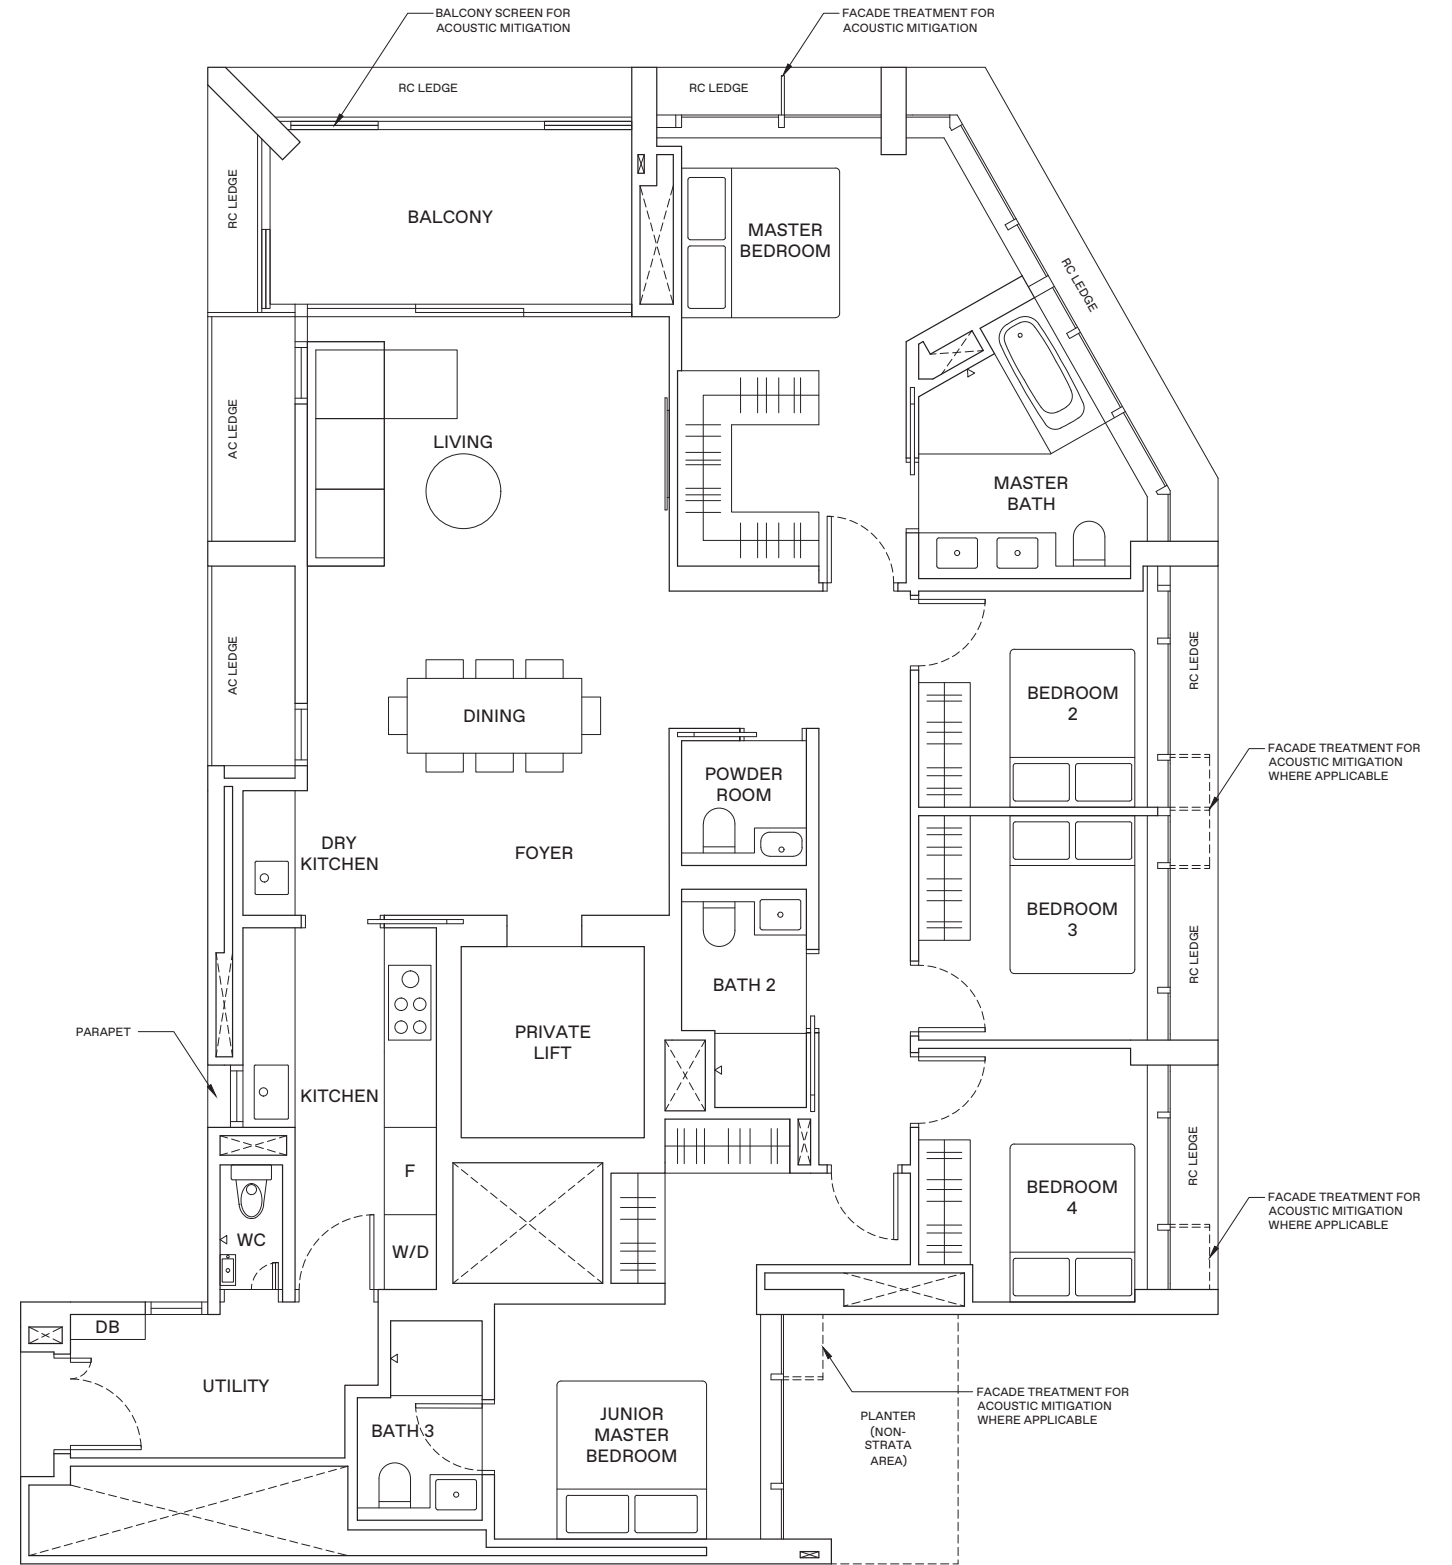 BALCONY SCREEN FOR
ACOUSTIC MITIGATION
FACADE TREATMENT FOR
ACOUSTIC MITIGATION
RC LEDGE
RC LEDGE
RC LEDGE
BALCONY
MASTER
BEDROOM
RC LEDGE
AC LEDGE
LIVING
MASTER
BATH
AC LEDGE
RC LEDGE
BEDROOM
2
DINING
FACADE TREATMENT FOR
ACOUSTIC MITIGATION
WHERE APPLICABLE
POWDER
ROOM
DRY
KITCHEN
FOYER
BEDROOM
3
RC LEDGE
BATH 2
PARAPET
PRIVATE
LIFT
KITCHEN
RC LEDGE
F
BEDROOM
4
FACADE TREATMENT FOR
ACOUSTIC MITIGATION
WHERE APPLICABLE
WC
W/D
DB
UTILITY
FACADE TREATMENT FOR
ACOUSTIC MITIGATION
WHERE APPLICABLE
BATH 3
JUNIOR
MASTER
BEDROOM
PLANTER
(NON-
STRATA
AREA)